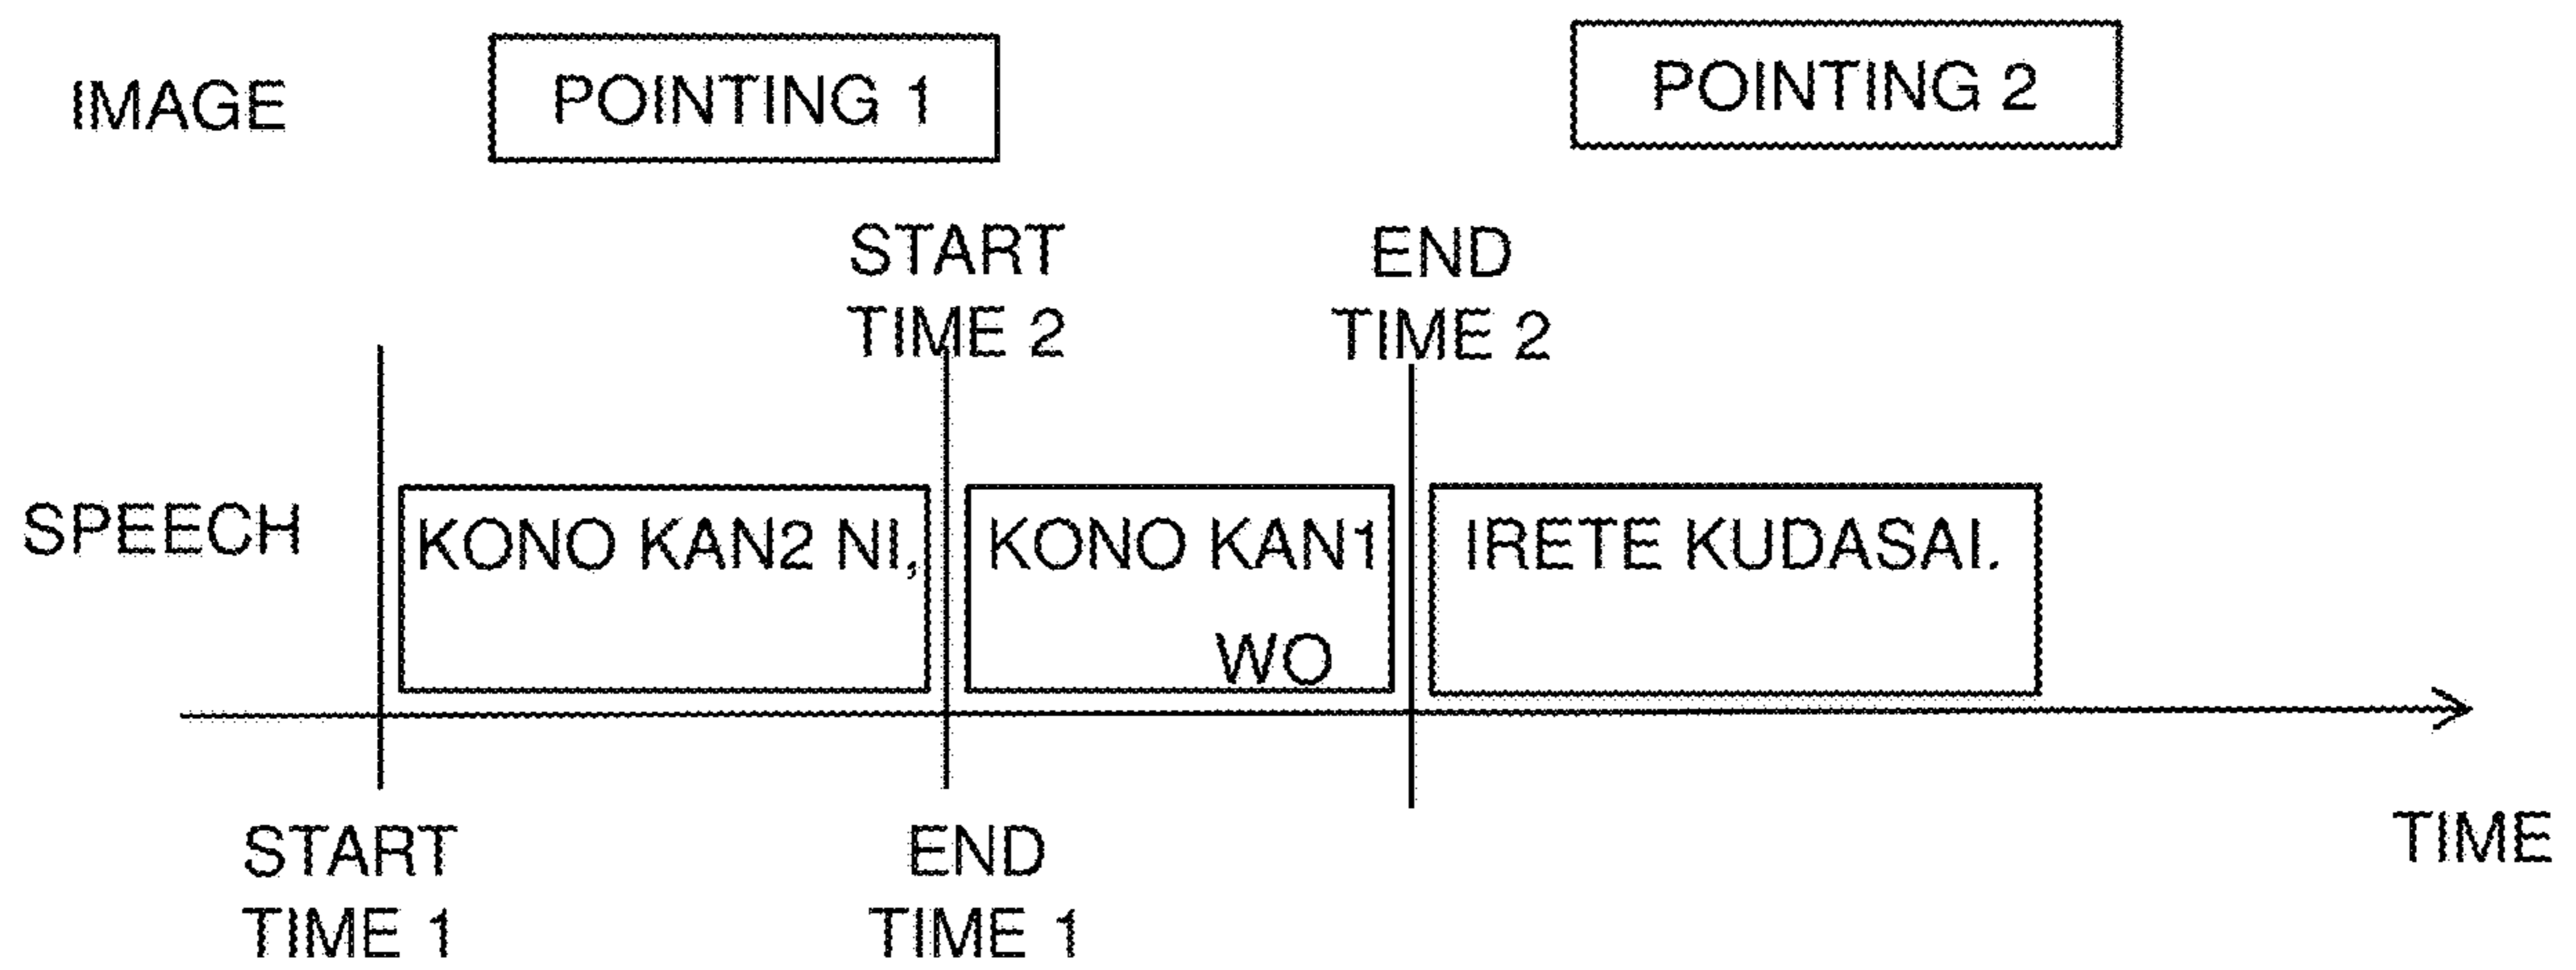 IMAGE
POINTING 1
POINTING 2
START
TIME 2
END
TIME 2
SPEECH
KONO KAN2 NI,
KONO KAN1
WO
IRETE KUDASAI.
START
TIME 1
END
TIME 1
TIME